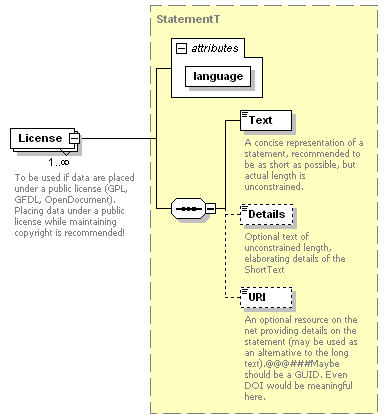 StatementT
attributes
language
License
1..∞
To be used if data are placed
under a public license (GPL,
GFDL, OpenDocument).
Placing data under a public
license while maintaining
copyright is recommended!
Text
A concise representation of a
statement, recommended to
be as short as possible, but
actual length is
unconstrained.
Details
Optional text of
unconstrained length,
elaborating details of the
ShortText
URI
An optional resource on the
net providing details on the
statement (may be used as
an alternative to the long
text).@@@###Maybe
should be a GUID. Even
DOI would be meaningful
here.